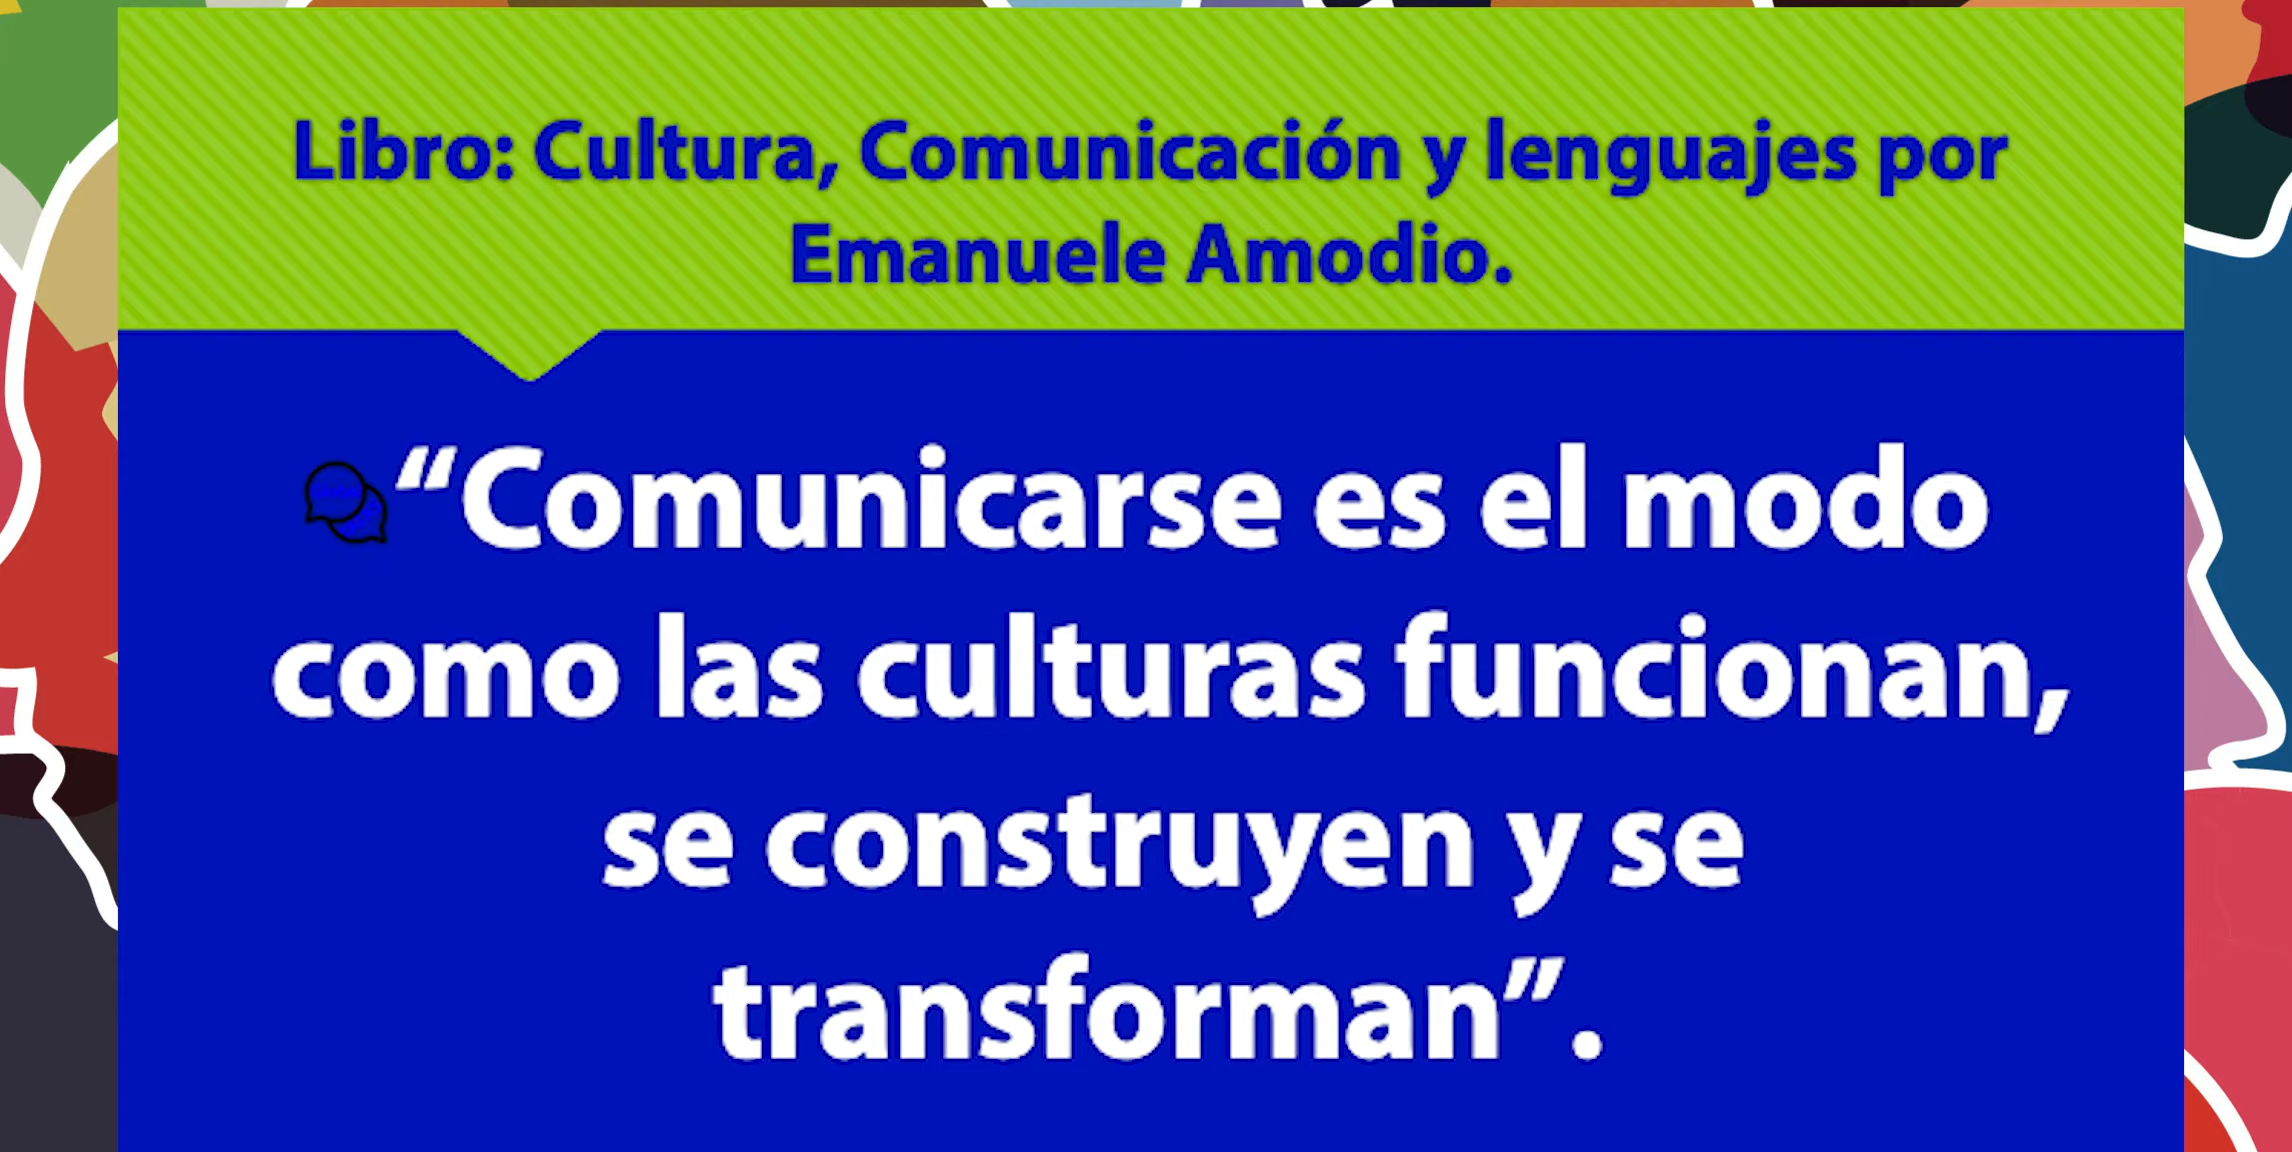 Libro: Cultura, Comunicación y lenguajes por
Emanuele Amodio.
“Comunicarse es el modo
como las culturas funcionan,
se construyen y se
transforman”.